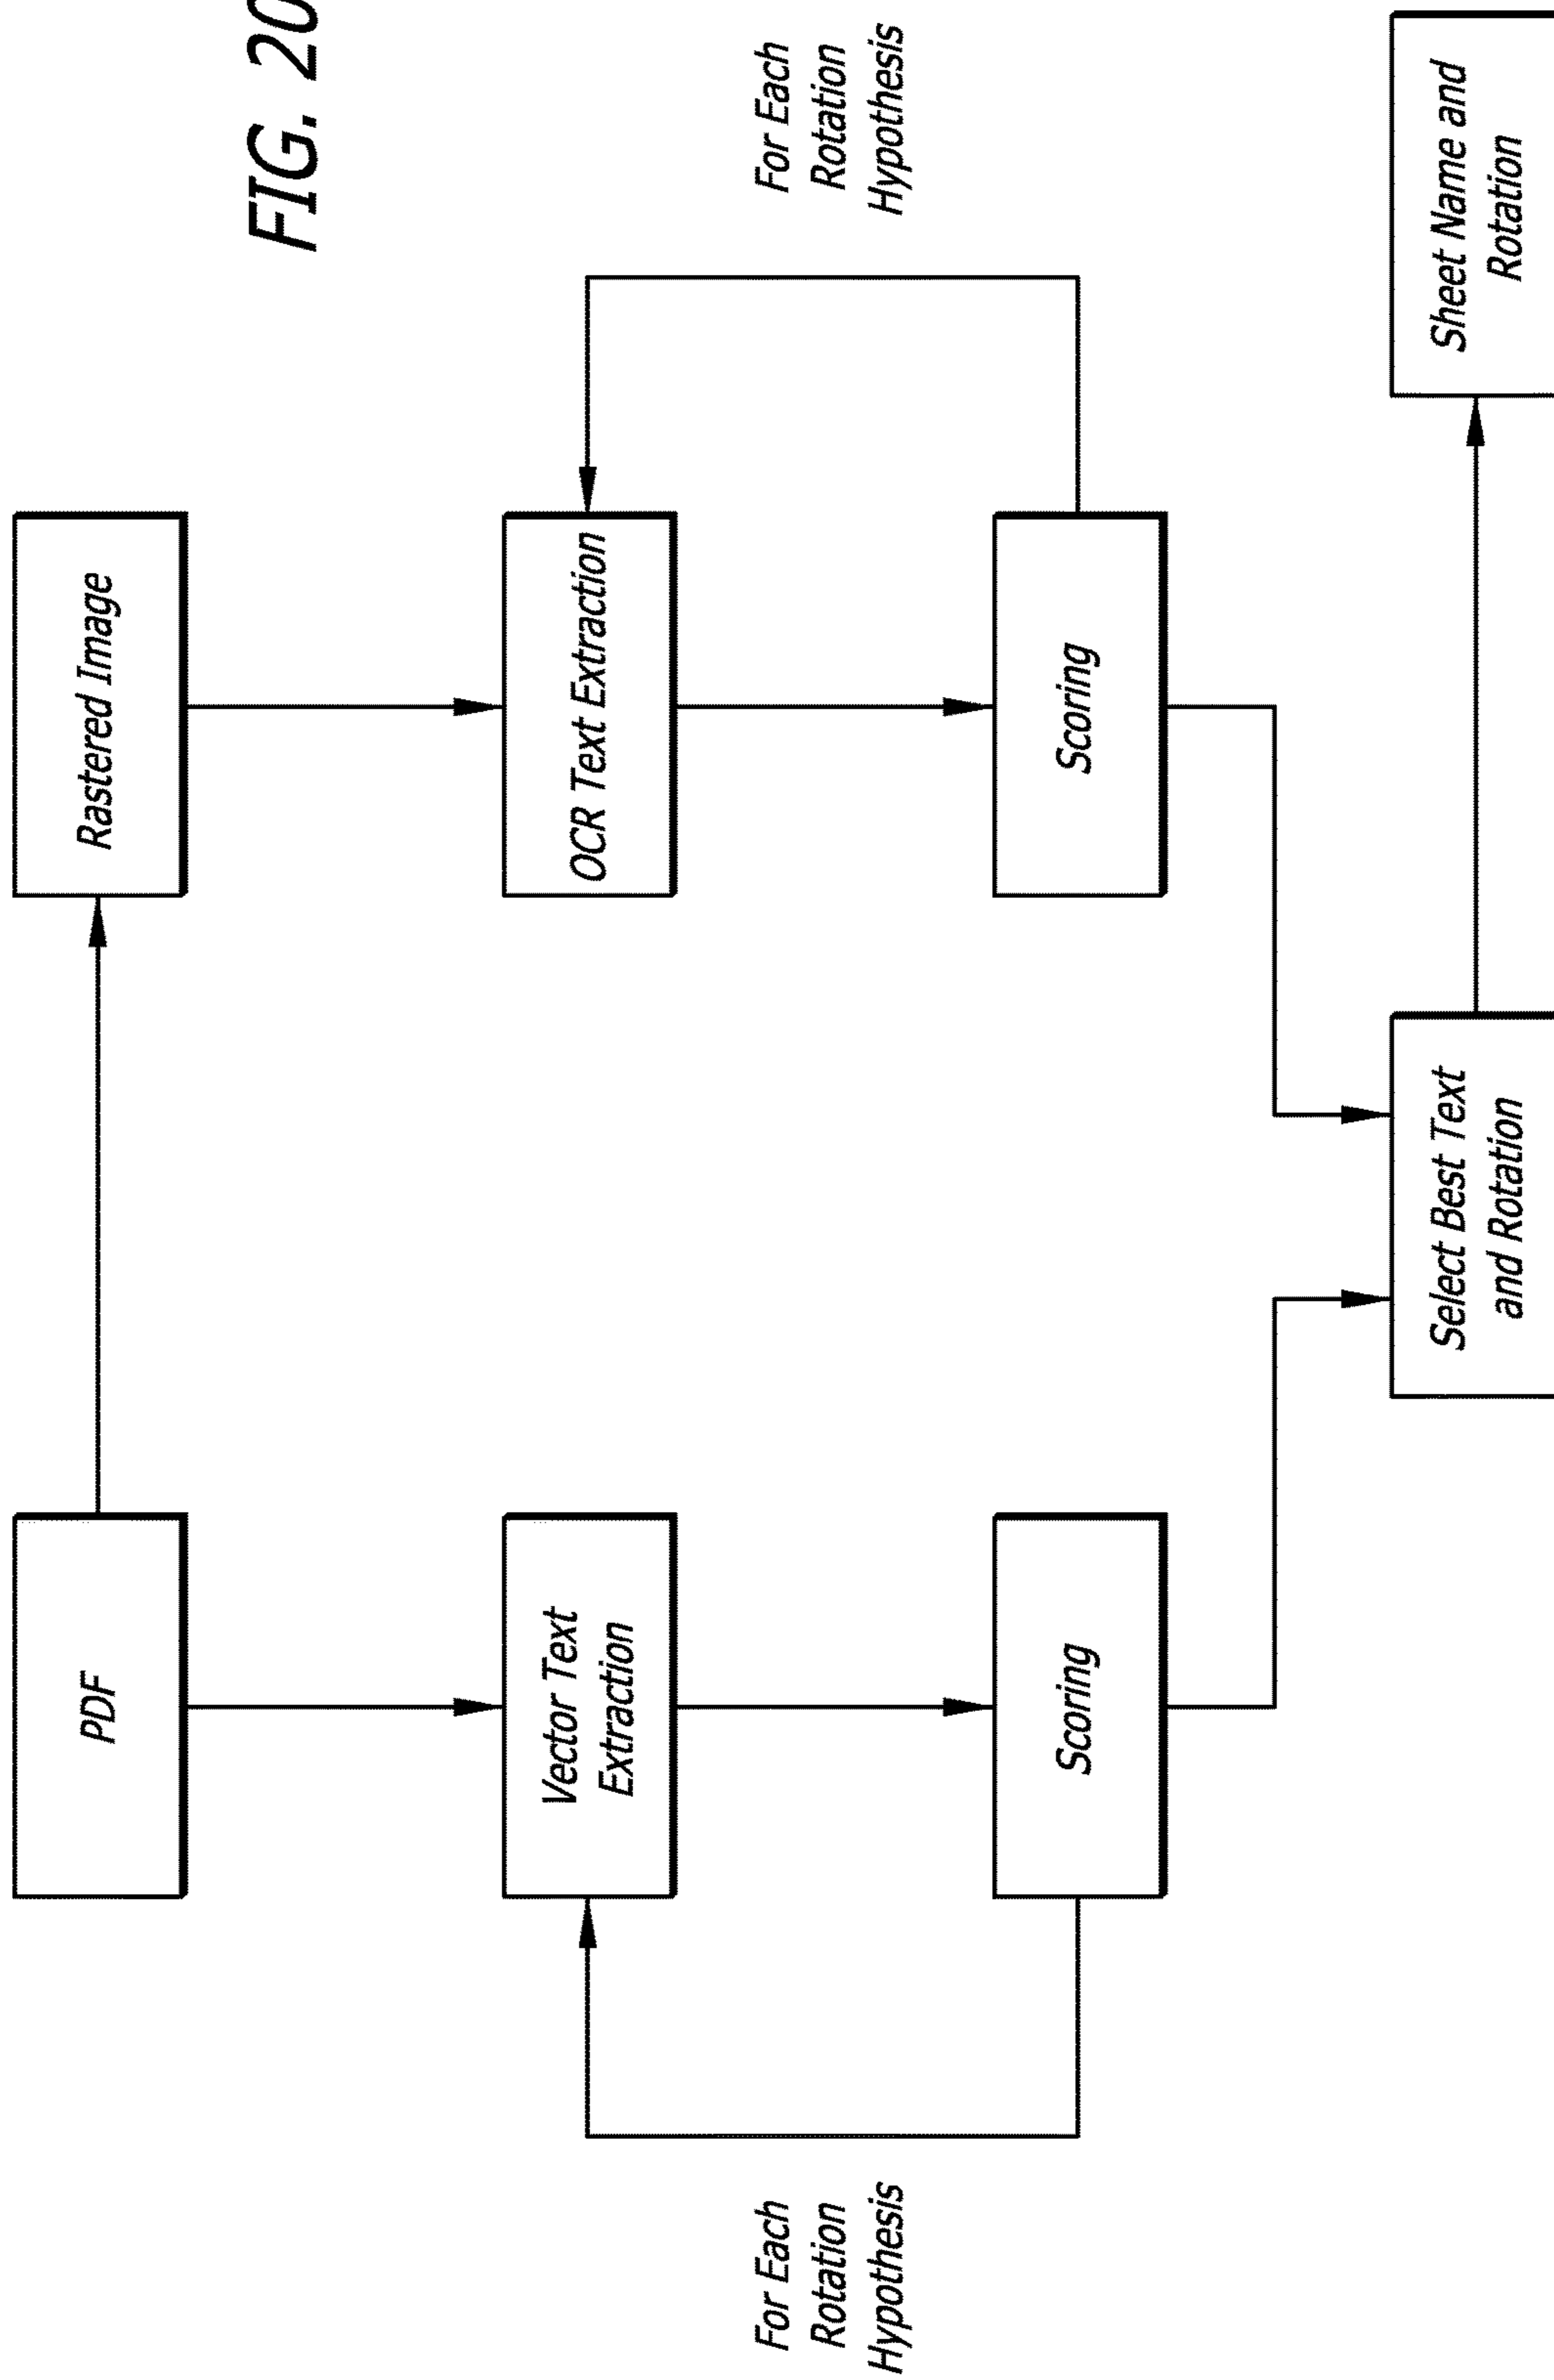 FIG. 20
PDF
Rastered Image
Vector Text
Extraction
OCR Text Extraction
For Each
Rotation
Hypothesis
For Each
Rotation
Hypothesis
Scoring
Scoring
Select Best Text
and Rotation
Sheet Name and
Rotation